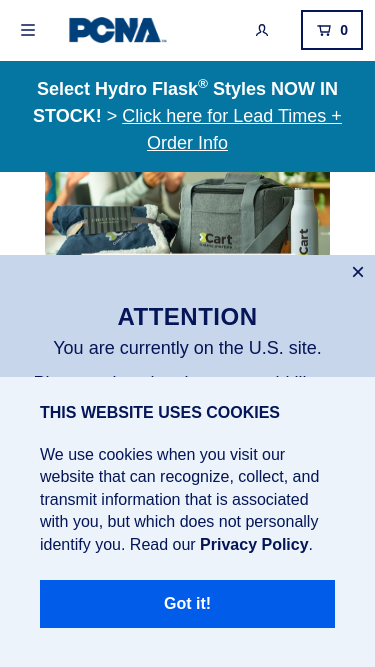 PCNA
0
Select Hydro Flask® Styles NOW IN
STOCK! > Click here for Lead Times +
Order Info
Cart
Cart
ATTENTION
You are currently on the U.S. site.
THIS WEBSITE USES COOKIES
We use cookies when you visit our
website that can recognize, collect, and
transmit information that is associated
with you, but which does not personally
identify you. Read our Privacy Policy.
Got it!